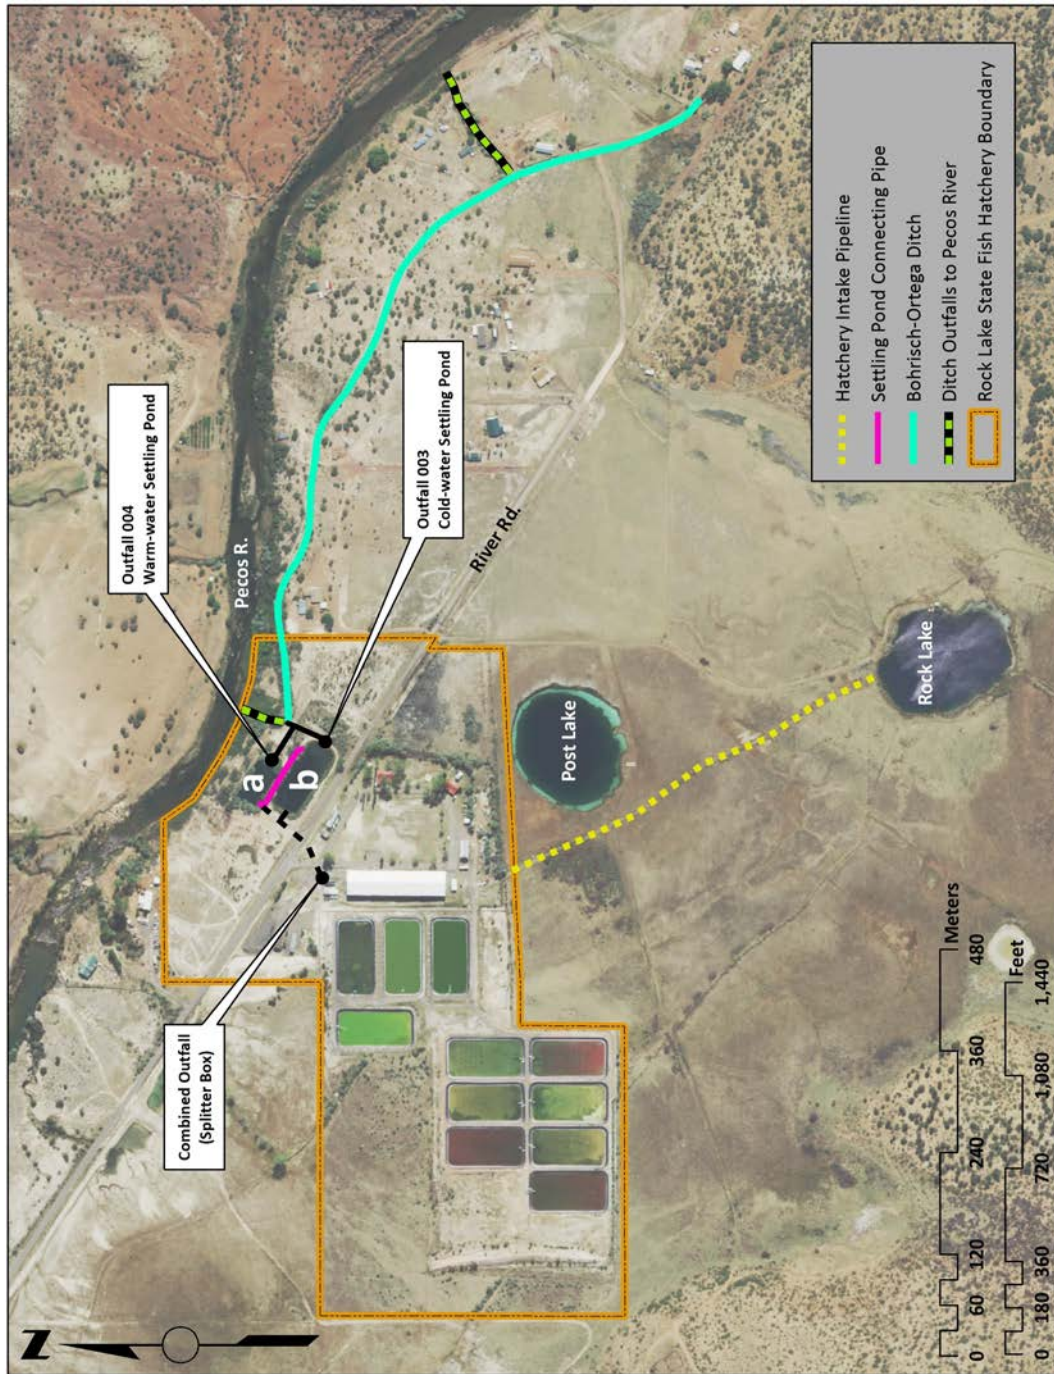 N
Combined Outfall
(Splitter Box)
Outfall 004
Warm-water Settling Pond
Pecos R.
a
b
Outfall 003
Cold-water Settling Pond
River Rd.
Post Lake
Rock Lake
Hatchery Intake Pipeline
Settling Pond Connecting Pipe
Bohrisch-Ortega Ditch
Ditch Outfalls to Pecos River
Rock Lake State Fish Hatchery Boundary
0 60 120 240 360 480
Meters
0 180 360 720 1,080 1,440
Feet